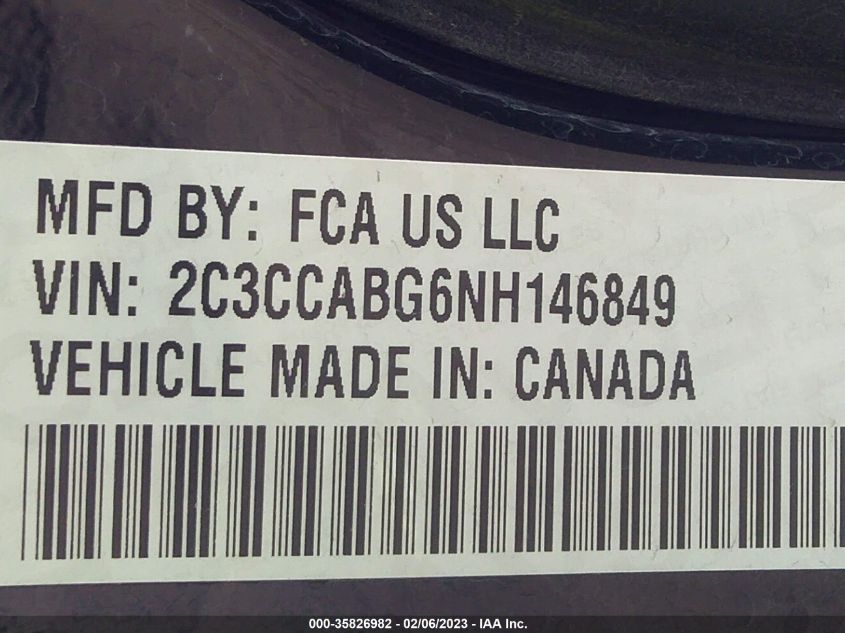 MFD BY: FCA US LLC
VIN: 2C3CCABG6NH146849
VEHICLE MADE IN: CANADA
000-35826982 - 02/06/2023 - IAA Inc.